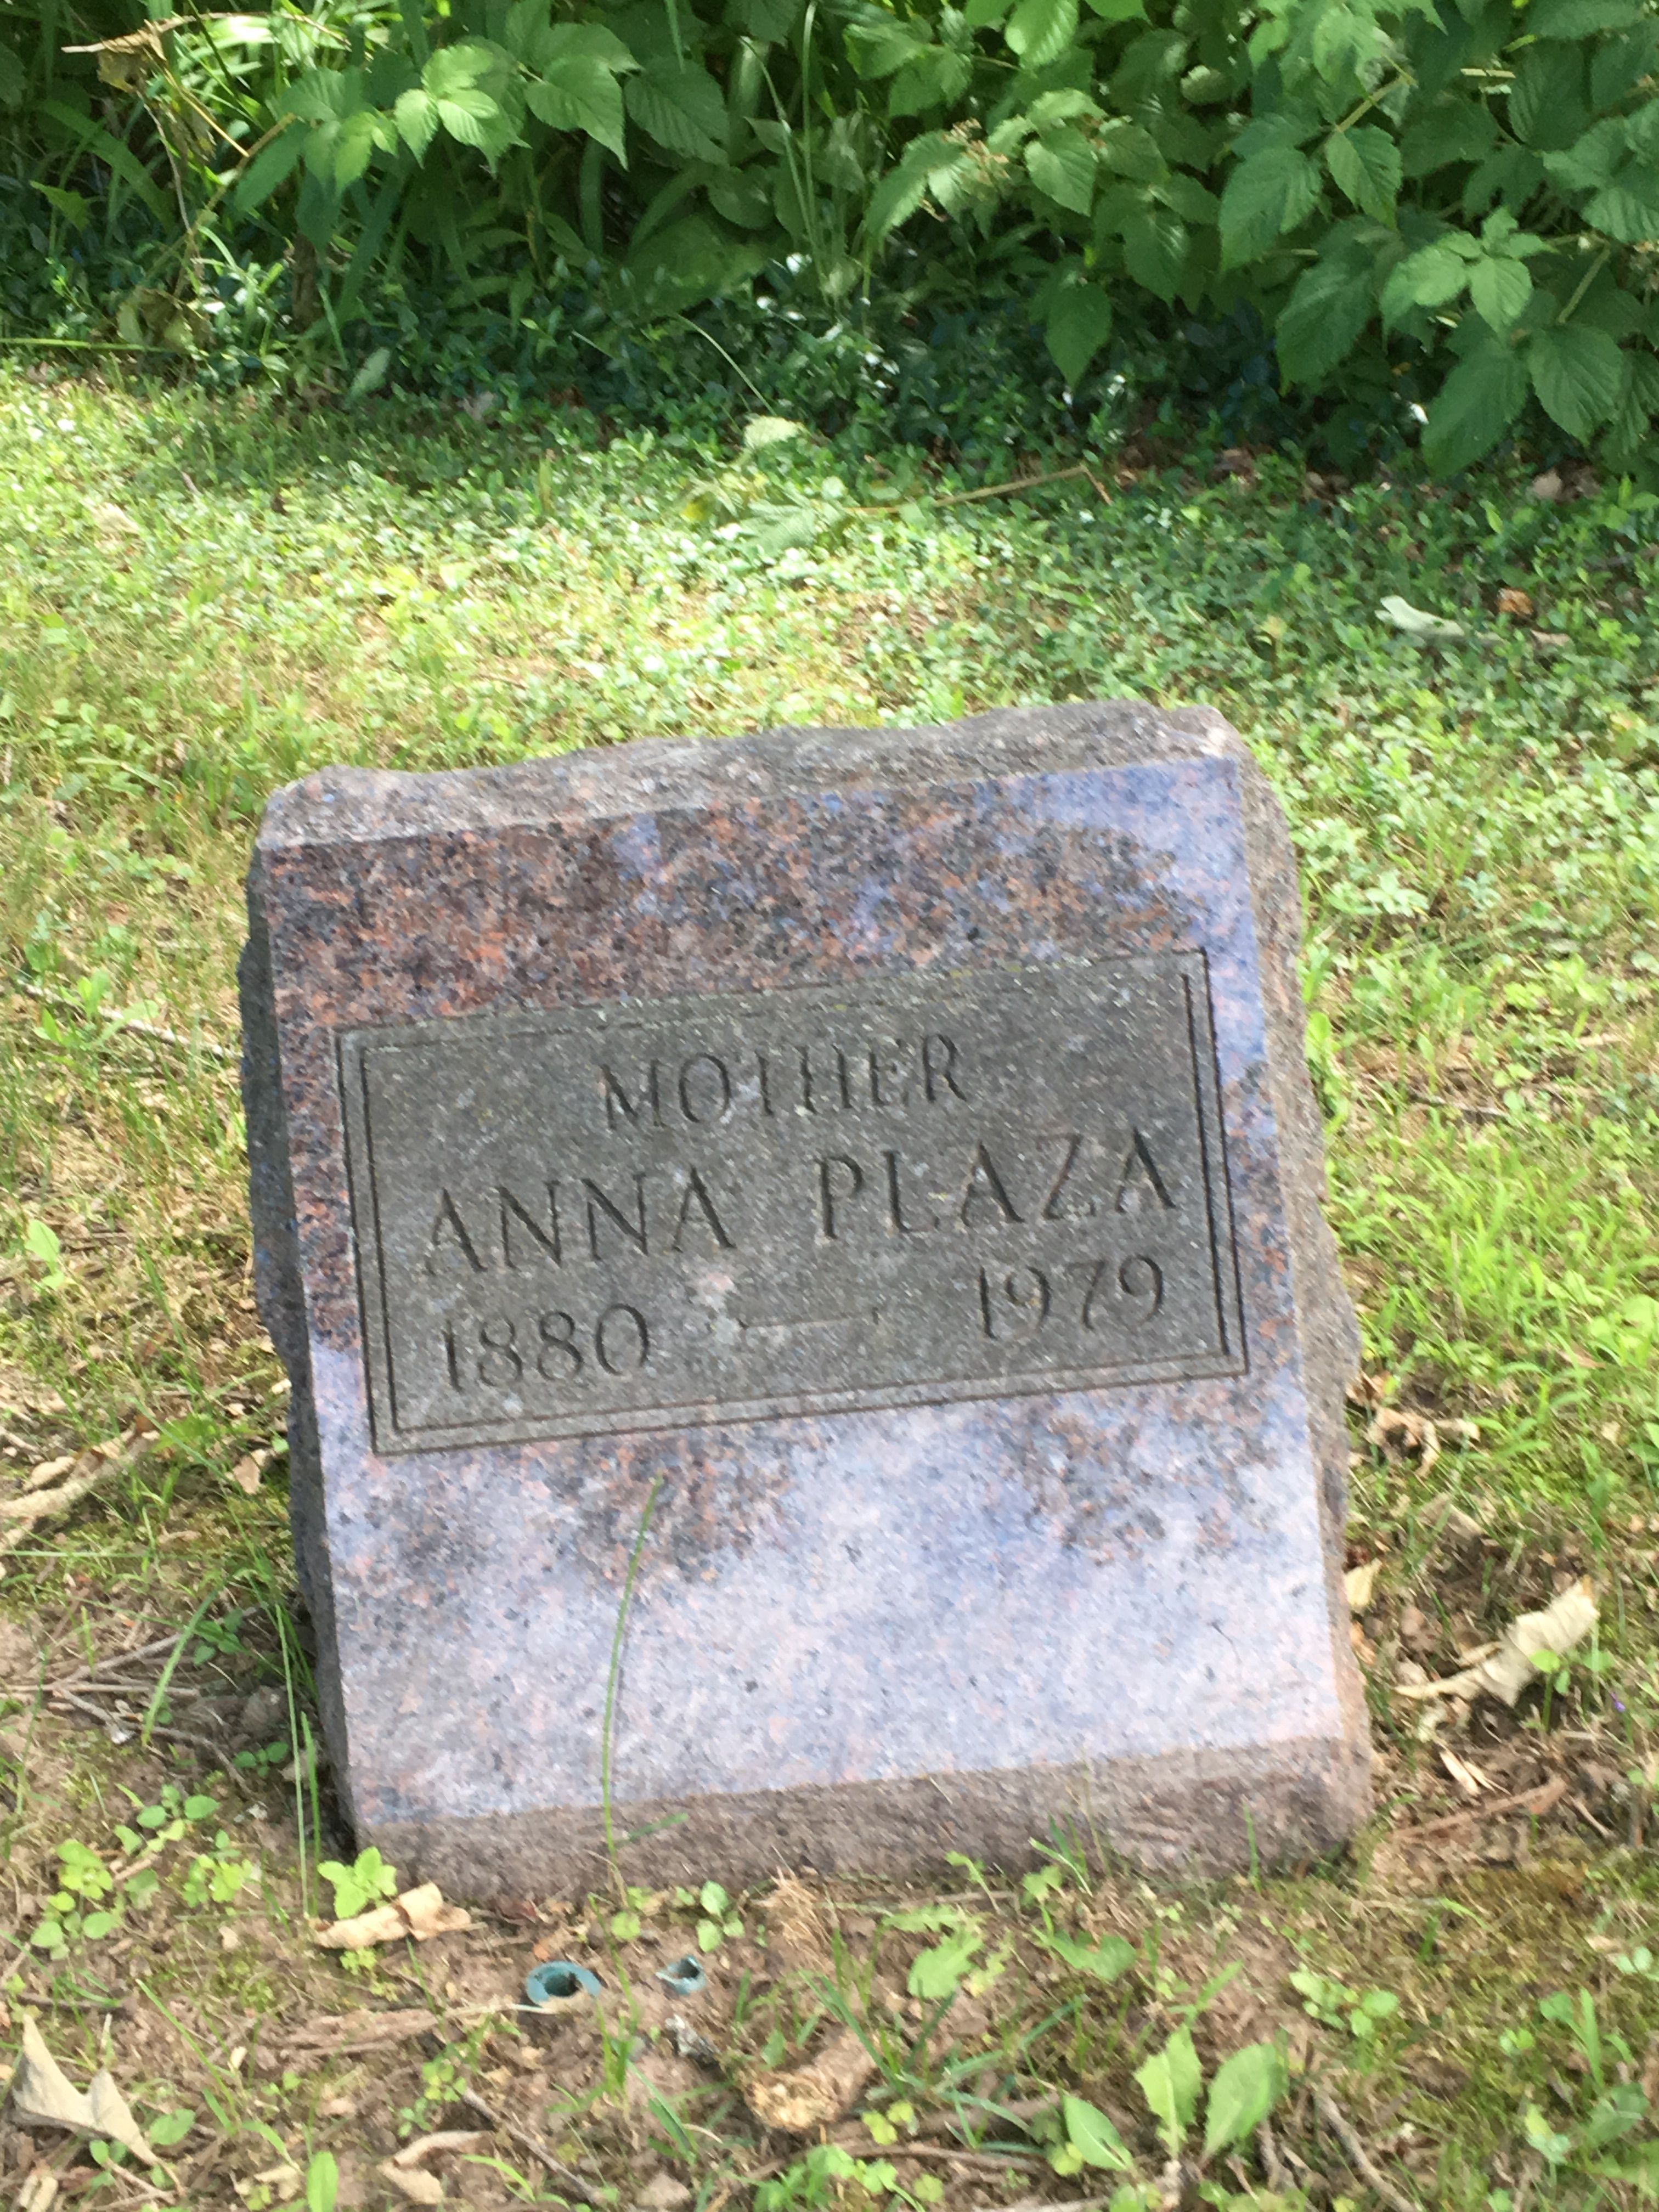 MOTHER
ANNA PLAZA
1880 — 1979